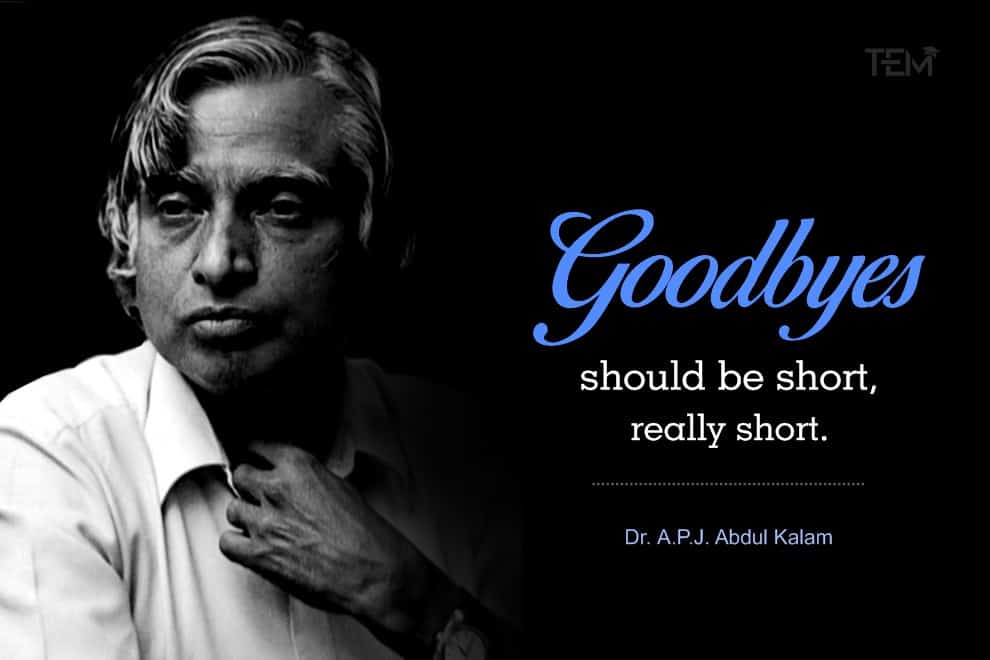 TEM
Goodbyes
should be short,
really short.
Dr. A.P.J. Abdul Kalam